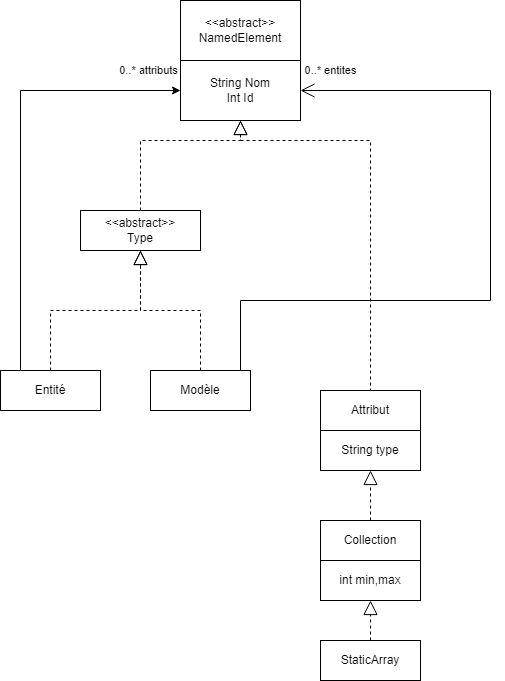 <<abstract>>
NamedElement
0..* attributs
0..* entites
String Nom
Int Id
<<abstract>>
Type
Entité
Modèle
Attribut
String type
Collection
int min,max
StaticArray